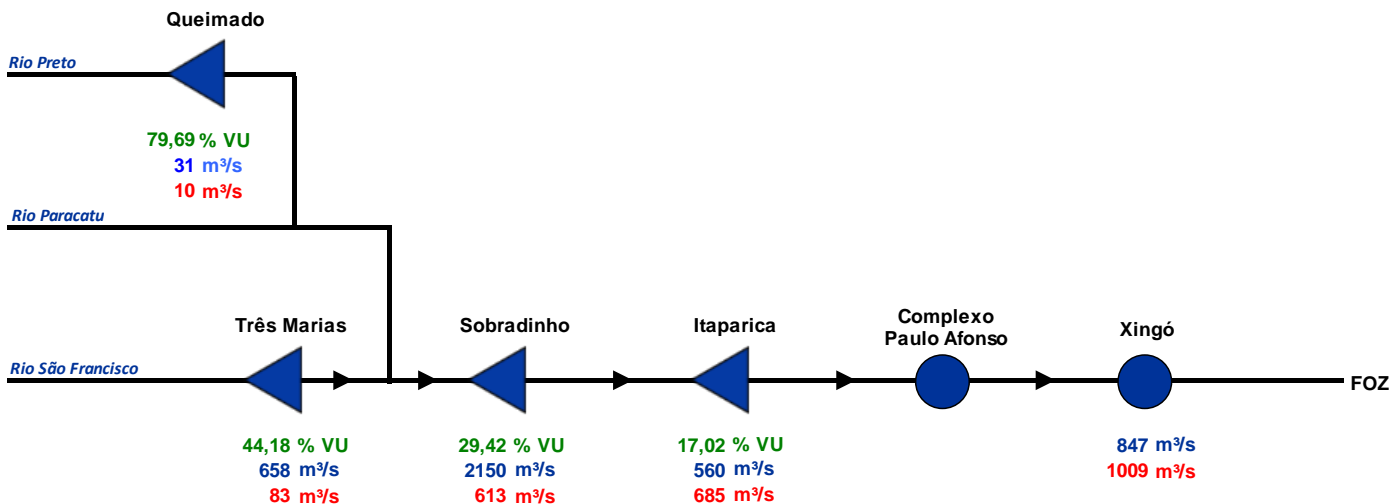 Queimado
Rio Preto
79,69 % VU
31 m³/s
10 m³/s
Rio Paracatu
Três Marias
Sobradinho
Itaparica
Complexo
Paulo Afonso
Xingó
Rio São Francisco
FOZ
44,18 % VU
658 m³/s
83 m³/s
29,42 % VU
2150 m³/s
613 m³/s
17,02 % VU
560 m³/s
685 m³/s
847 m³/s
1009 m³/s